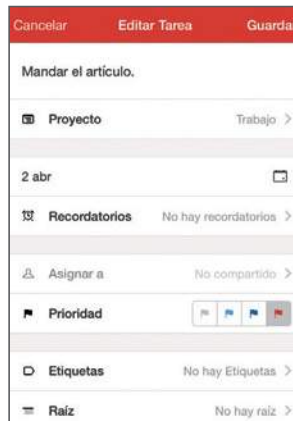 Cancelar Editar Tarea Guarda
Mandar el artículo.
Proyecto Trabajo
2 abr
Recordatorios No hay recordatorios
Asignar a No compartido
Prioridad
Etiquetas No hay Etiquetas
Raíz No hay raíz